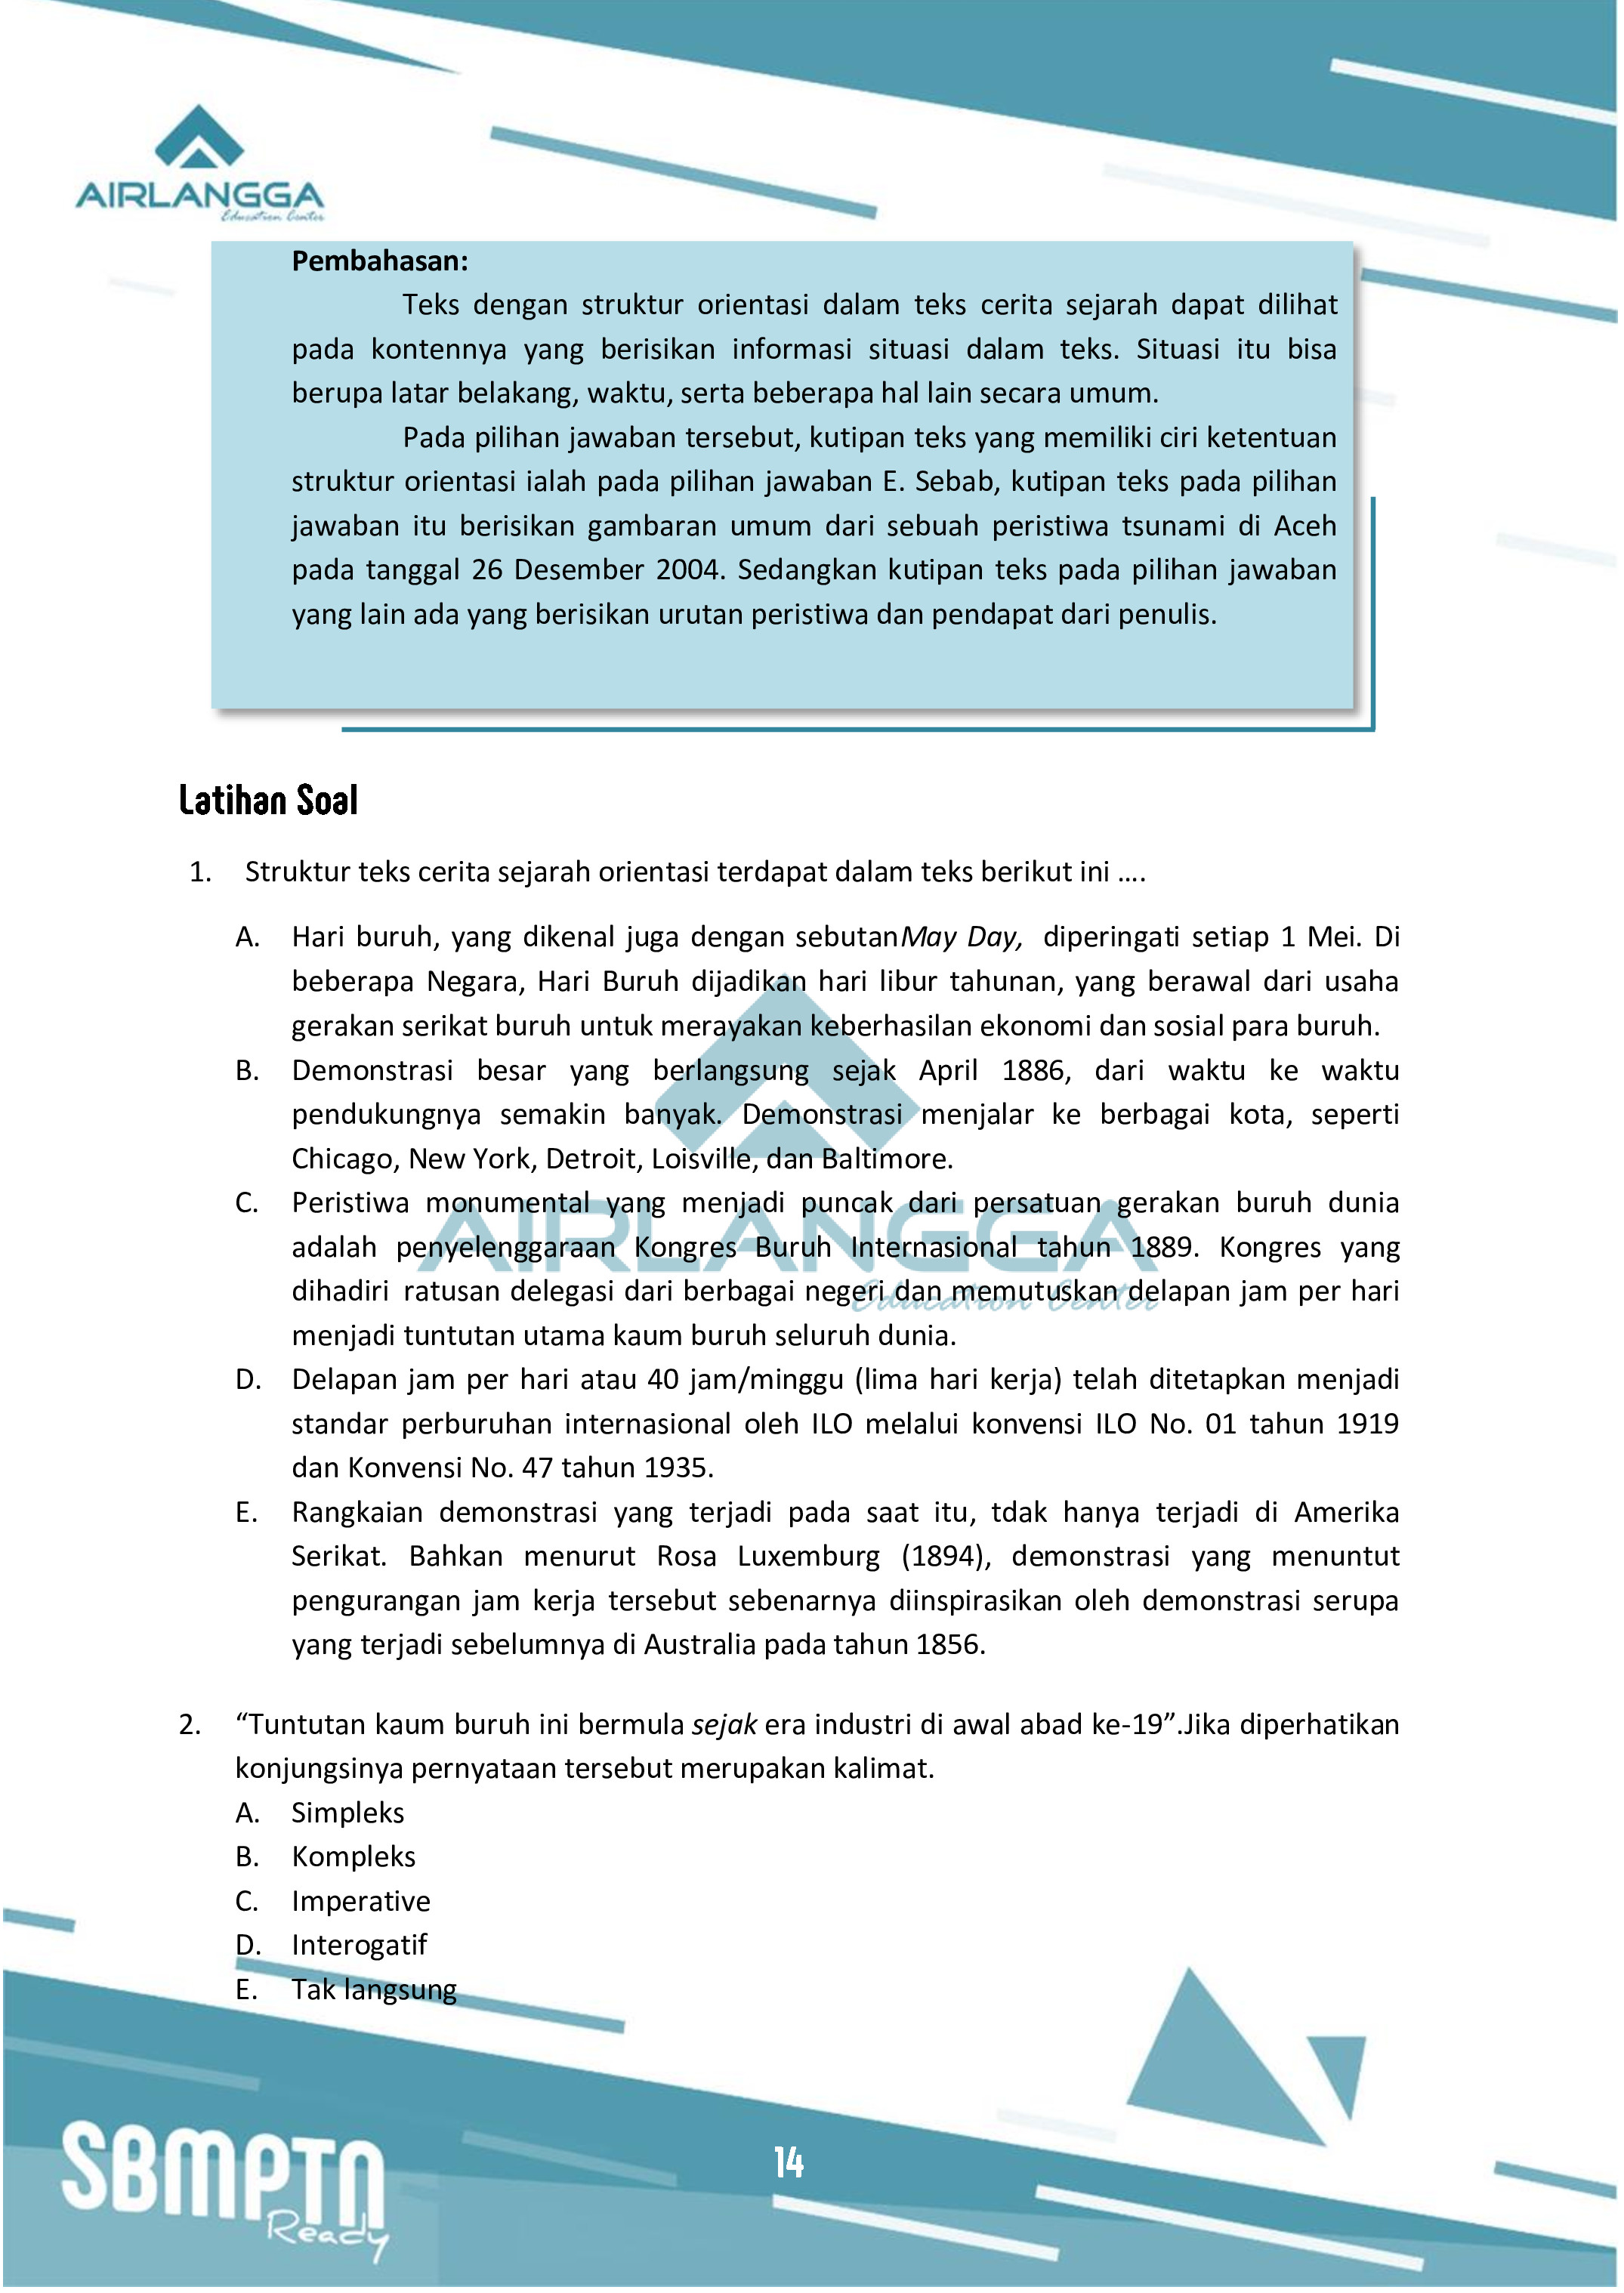 AIRLANGGA
Education Center
Pembahasan:
Teks dengan struktur orientasi dalam teks cerita sejarah dapat dilihat
pada kontennya yang berisikan informasi situasi dalam teks. Situasi itu bisa
berupa latar belakang, waktu, serta beberapa hal lain secara umum.
Pada pilihan jawaban tersebut, kutipan teks yang memiliki ciri ketentuan
struktur orientasi ialah pada pilihan jawaban E. Sebab, kutipan teks pada pilihan
jawaban itu berisikan gambaran umum dari sebuah peristiwa tsunami di Aceh
pada tanggal 26 Desember 2004. Sedangkan kutipan teks pada pilihan jawaban
yang lain ada yang berisikan urutan peristiwa dan pendapat dari penulis.
Latihan Soal
1. Struktur teks cerita sejarah orientasi terdapat dalam teks berikut ini ....
A. Hari buruh, yang dikenal juga dengan sebutanMay Day, diperingati setiap 1 Mei. Di
beberapa Negara, Hari Buruh dijadikan hari libur tahunan, yang berawal dari usaha
gerakan serikat buruh untuk merayakan keberhasilan ekonomi dan sosial para buruh.
B. Demonstrasi besar yang berlangsung sejak April 1886, dari waktu ke waktu
pendukungnya semakin banyak. Demonstrasi menjalar ke berbagai kota, seperti
Chicago, New York, Detroit, Loisville, dan Baltimore.
C. Peristiwa monumental yang menjadi puncak dari persatuan gerakan buruh dunia
adalah penyelenggaraan Kongres Buruh Internasional tahun 1889. Kongres yang
dihadiri ratusan delegasi dari berbagai negeri dan memutuskan delapan jam per hari
menjadi tuntutan utama kaum buruh seluruh dunia.
D. Delapan jam per hari atau 40 jam/minggu (lima hari kerja) telah ditetapkan menjadi
standar perburuhan internasional oleh ILO melalui konvensi ILO No. 01 tahun 1919
dan Konvensi No. 47 tahun 1935.
E. Rangkaian demonstrasi yang terjadi pada saat itu, tdak hanya terjadi di Amerika
Serikat. Bahkan menurut Rosa Luxemburg (1894), demonstrasi yang menuntut
pengurangan jam kerja tersebut sebenarnya diinspirasikan oleh demonstrasi serupa
yang terjadi sebelumnya di Australia pada tahun 1856.
AIRLANGGA
Education Center
2. “Tuntutan kaum buruh ini bermula sejak era industri di awal abad ke-19”.Jika diperhatikan
konjungsinya pernyataan tersebut merupakan kalimat.
A. Simpleks
B. Kompleks
C. Imperative
D. Interogatif
E. Tak langsung
SBMPTN
Ready
14